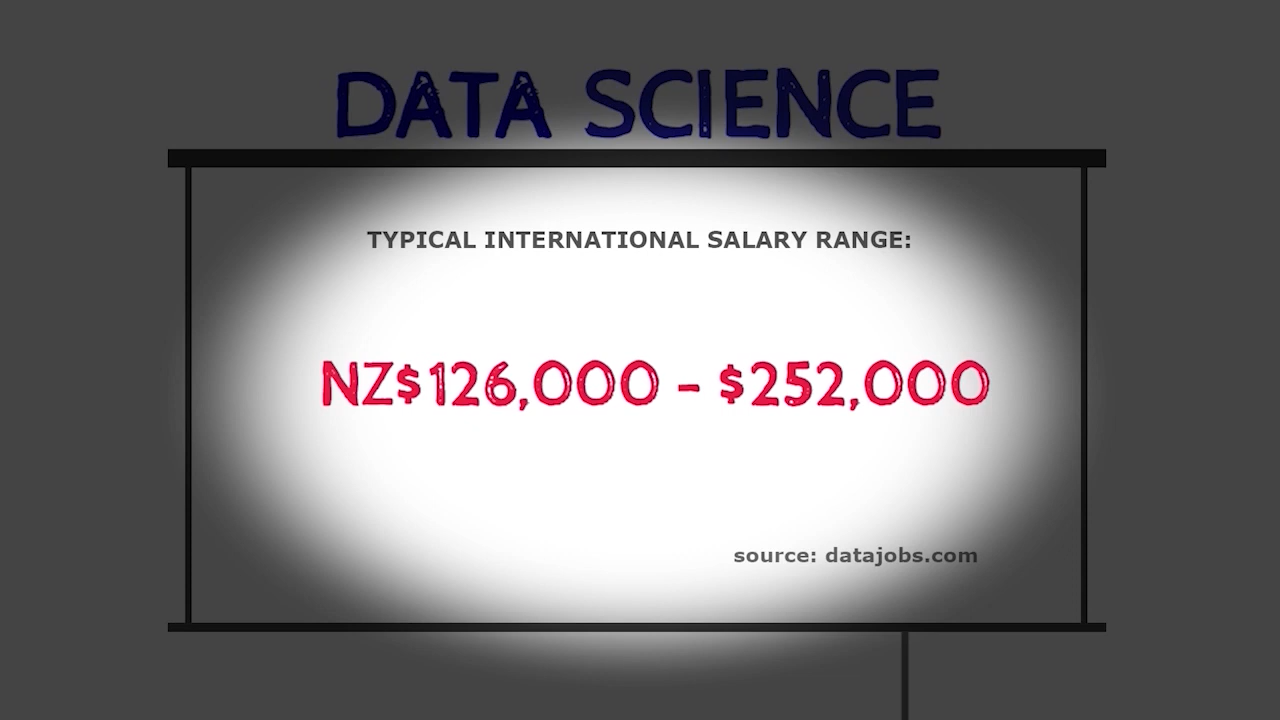 DATA SCIENCE
TYPICAL INTERNATIONAL SALARY RANGE:
NZ$126,000 - $252,000
source: datajobs.com